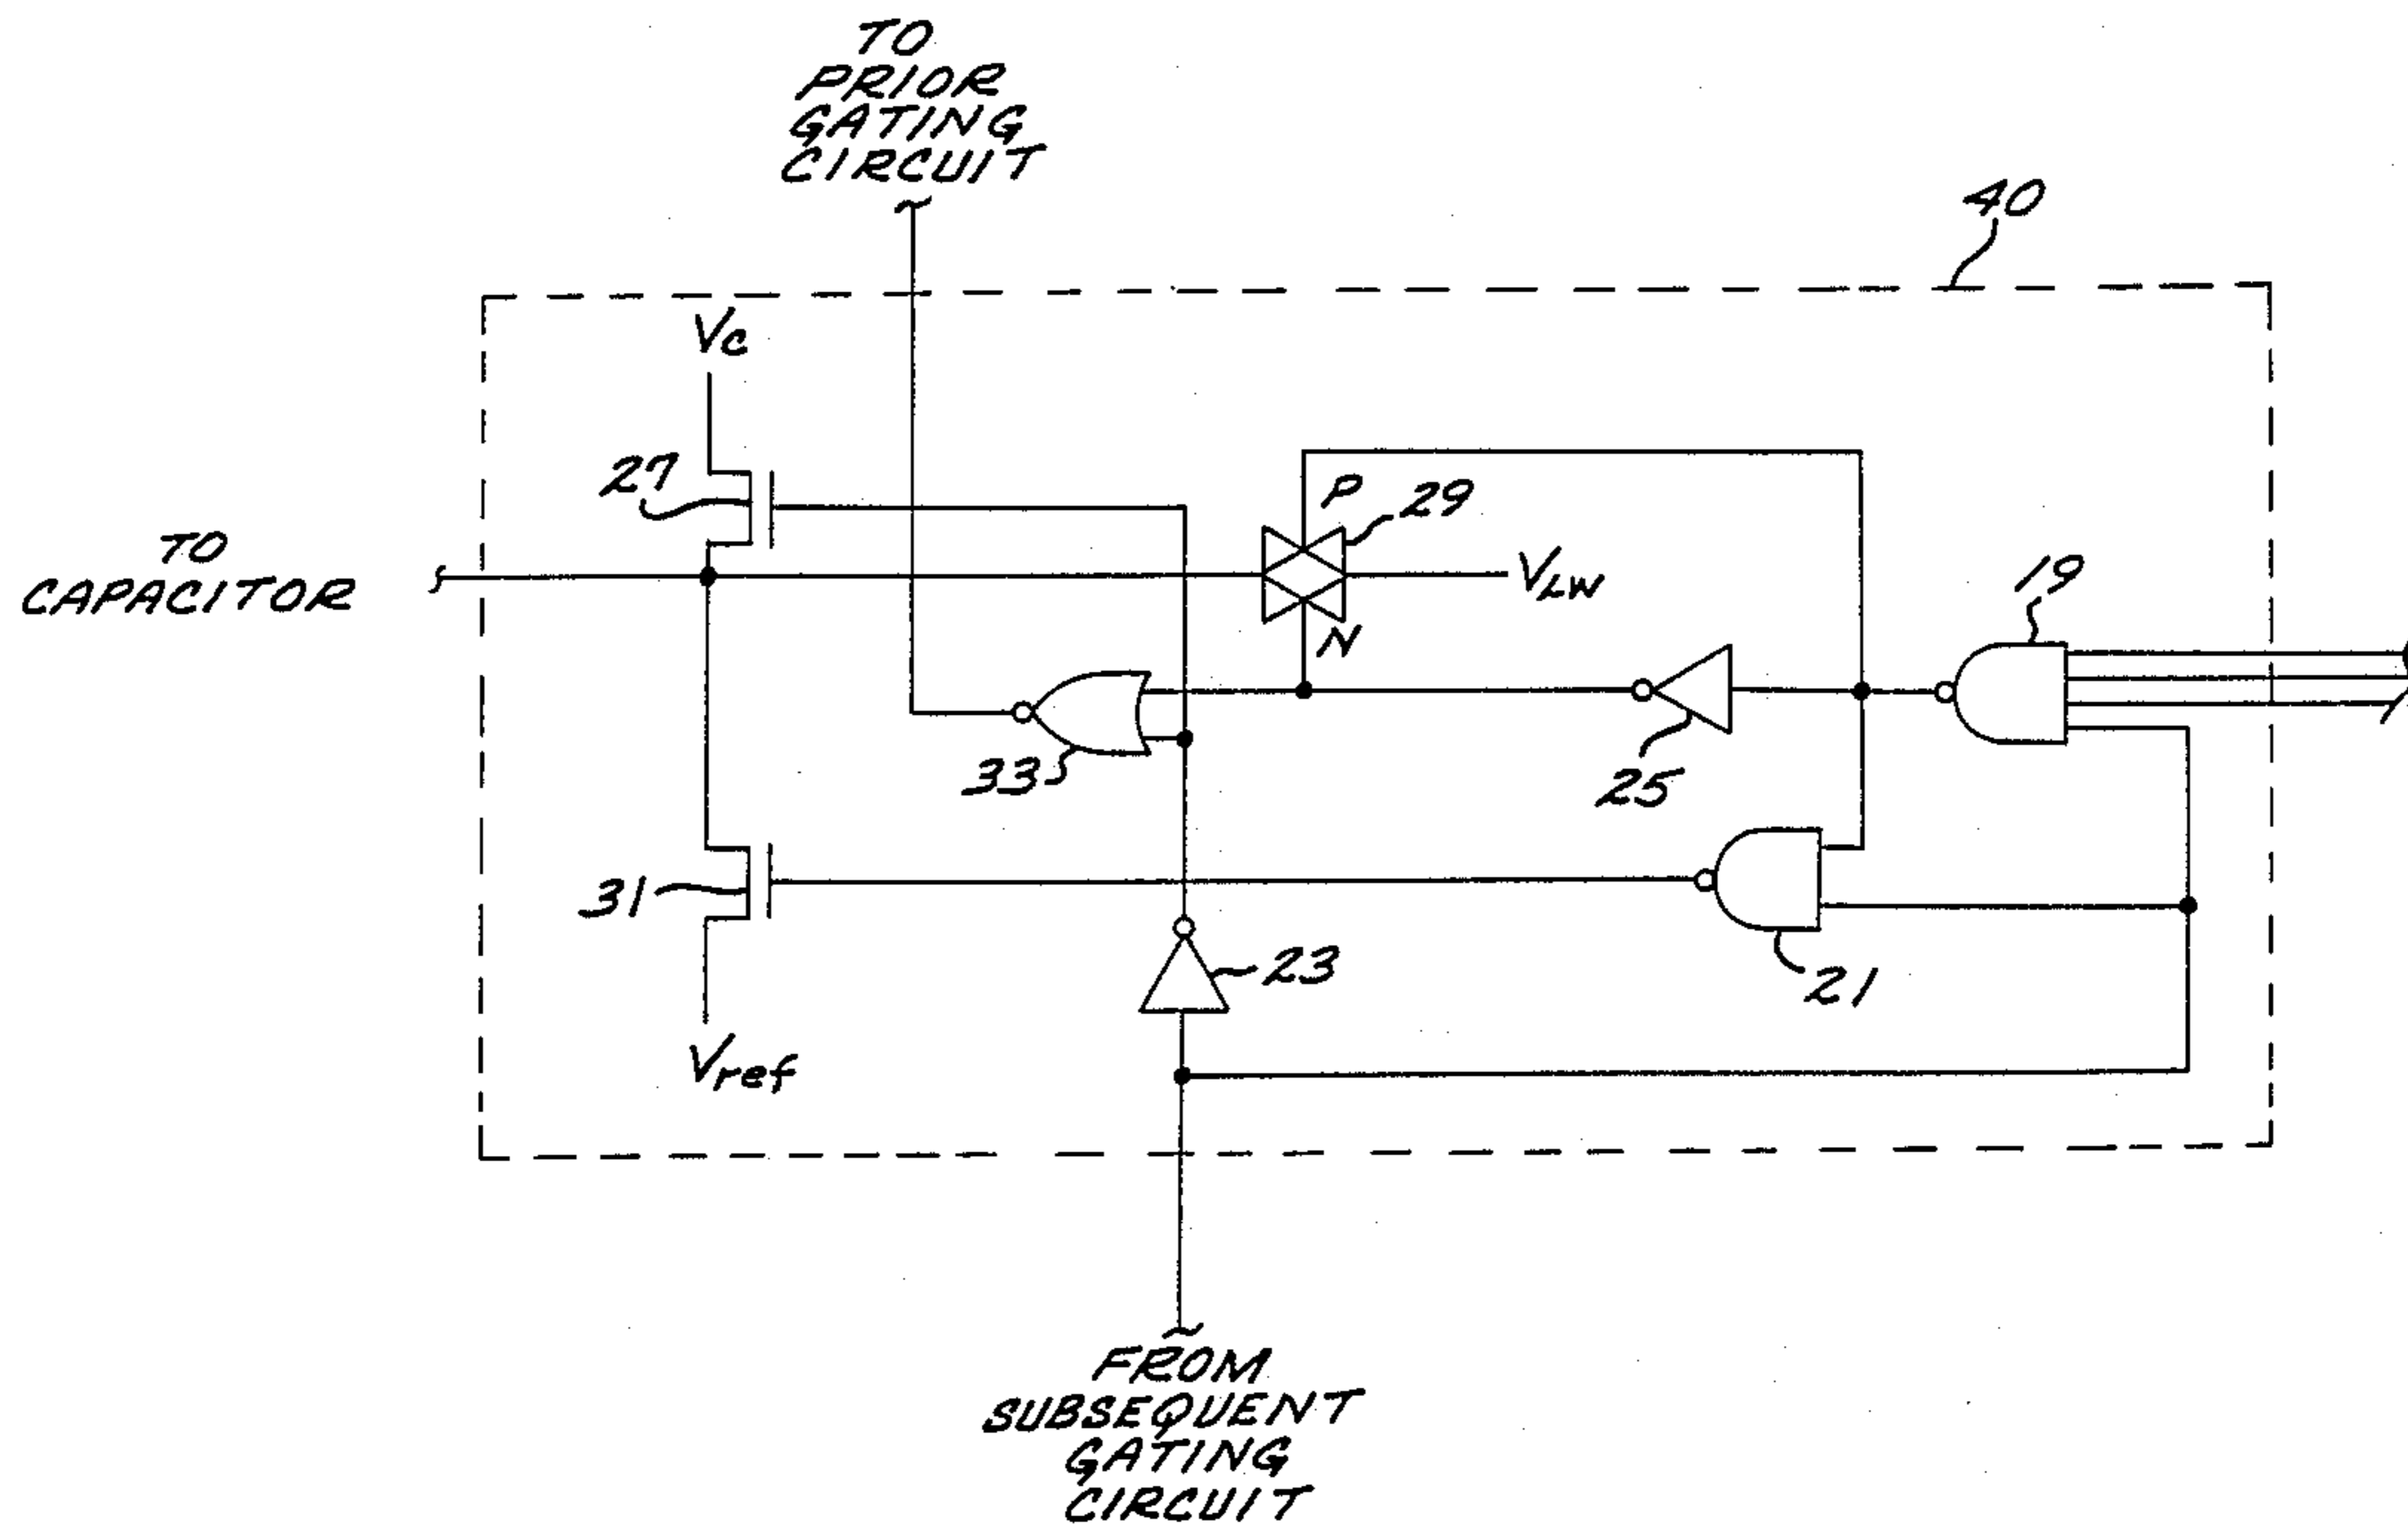 TO
PRIOR
GATING
CIRCUIT
40
Vc
27
P
29
TO
CAPACITOR
VLW
19
N
33
25
31
23
21
Vref
FROM
SUBSEQUENT
GATING
CIRCUIT